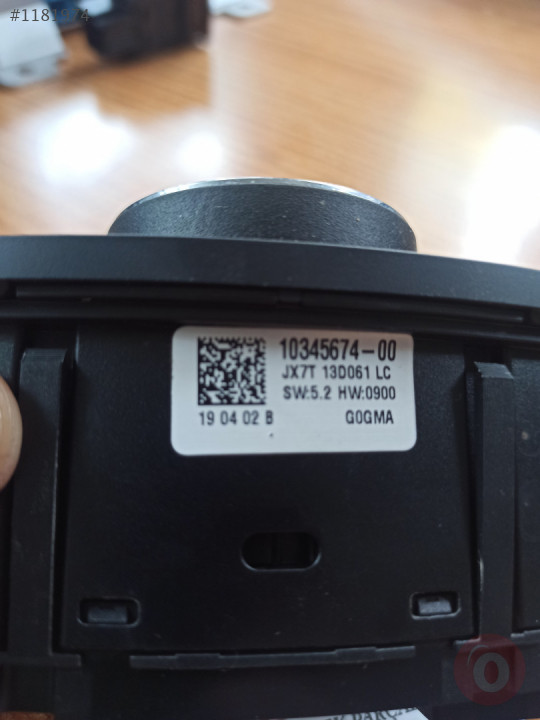 10345674-00
JX7T 13D061 LC
SW:5.2 HW:0900
19 04 02 B
G0GMA